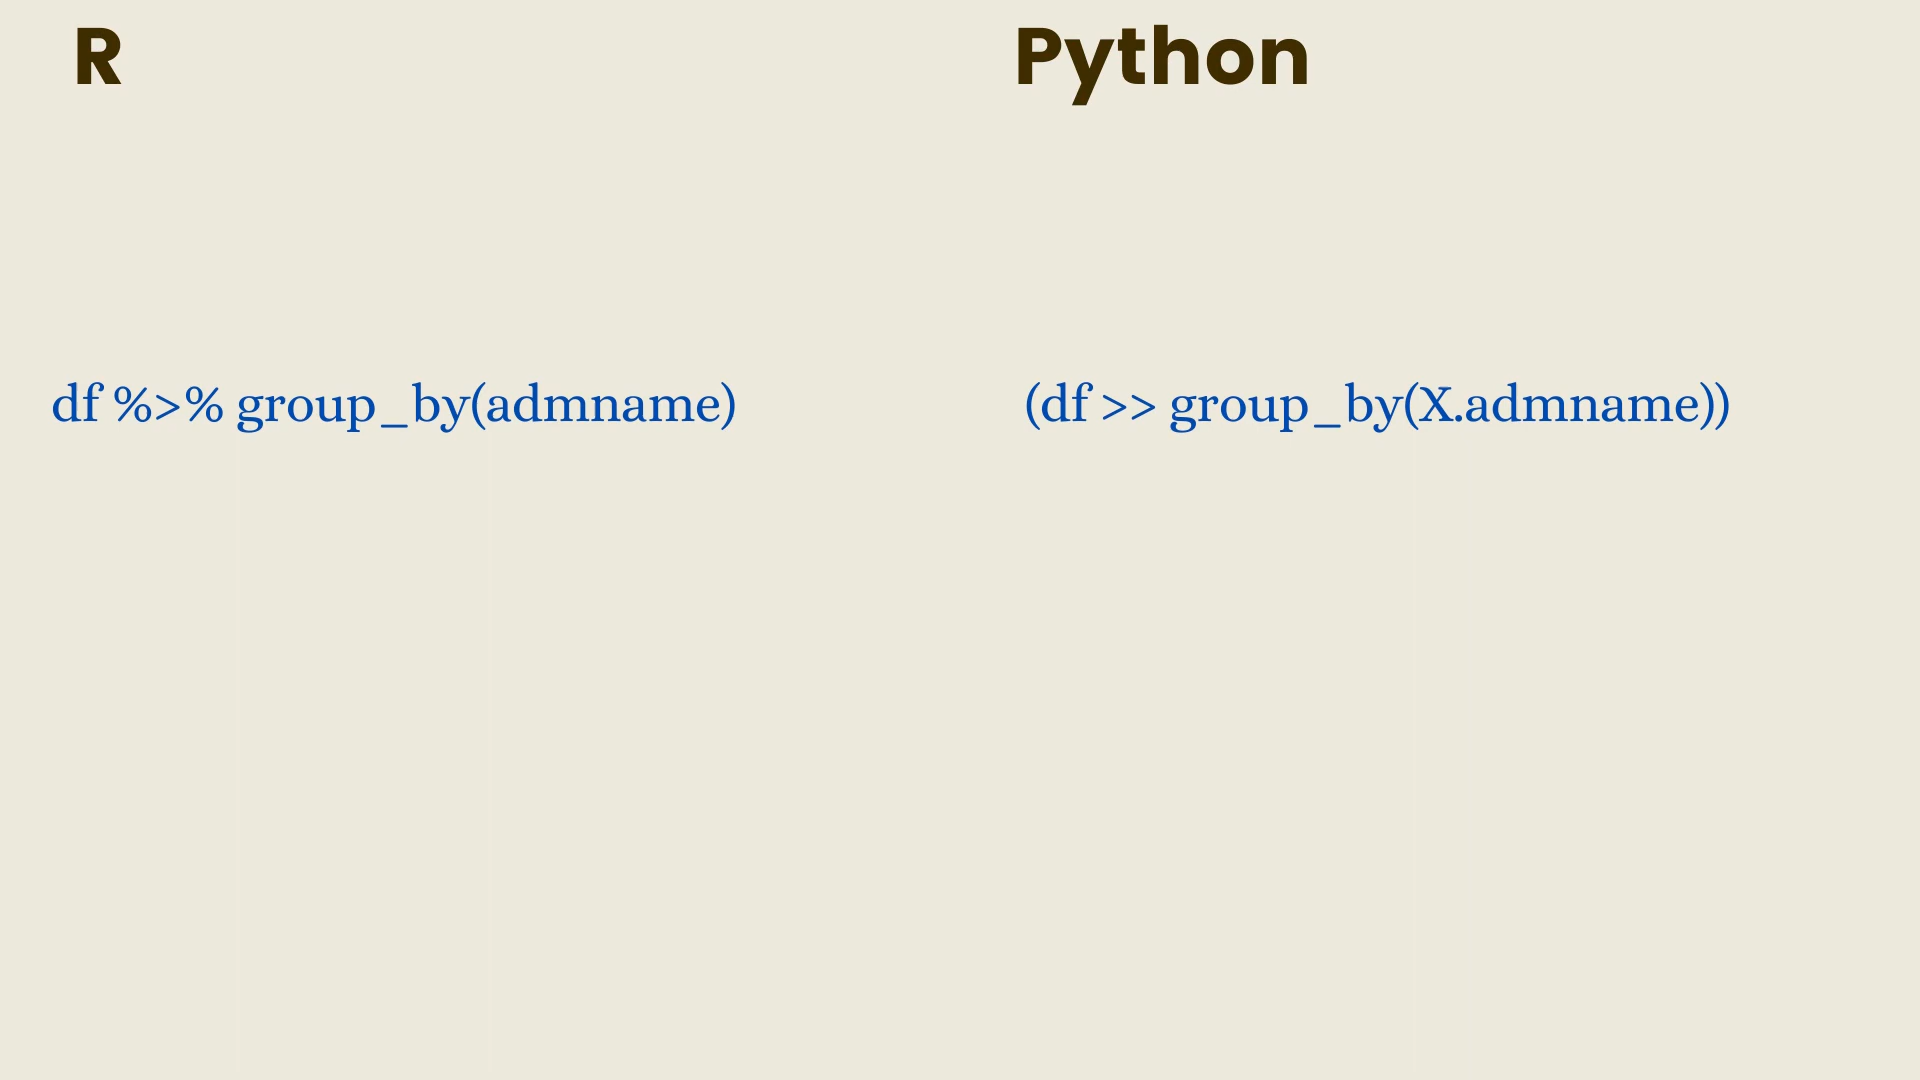 R
Python
df %>% group_by(admname)
(df >> group_by(X.admname))